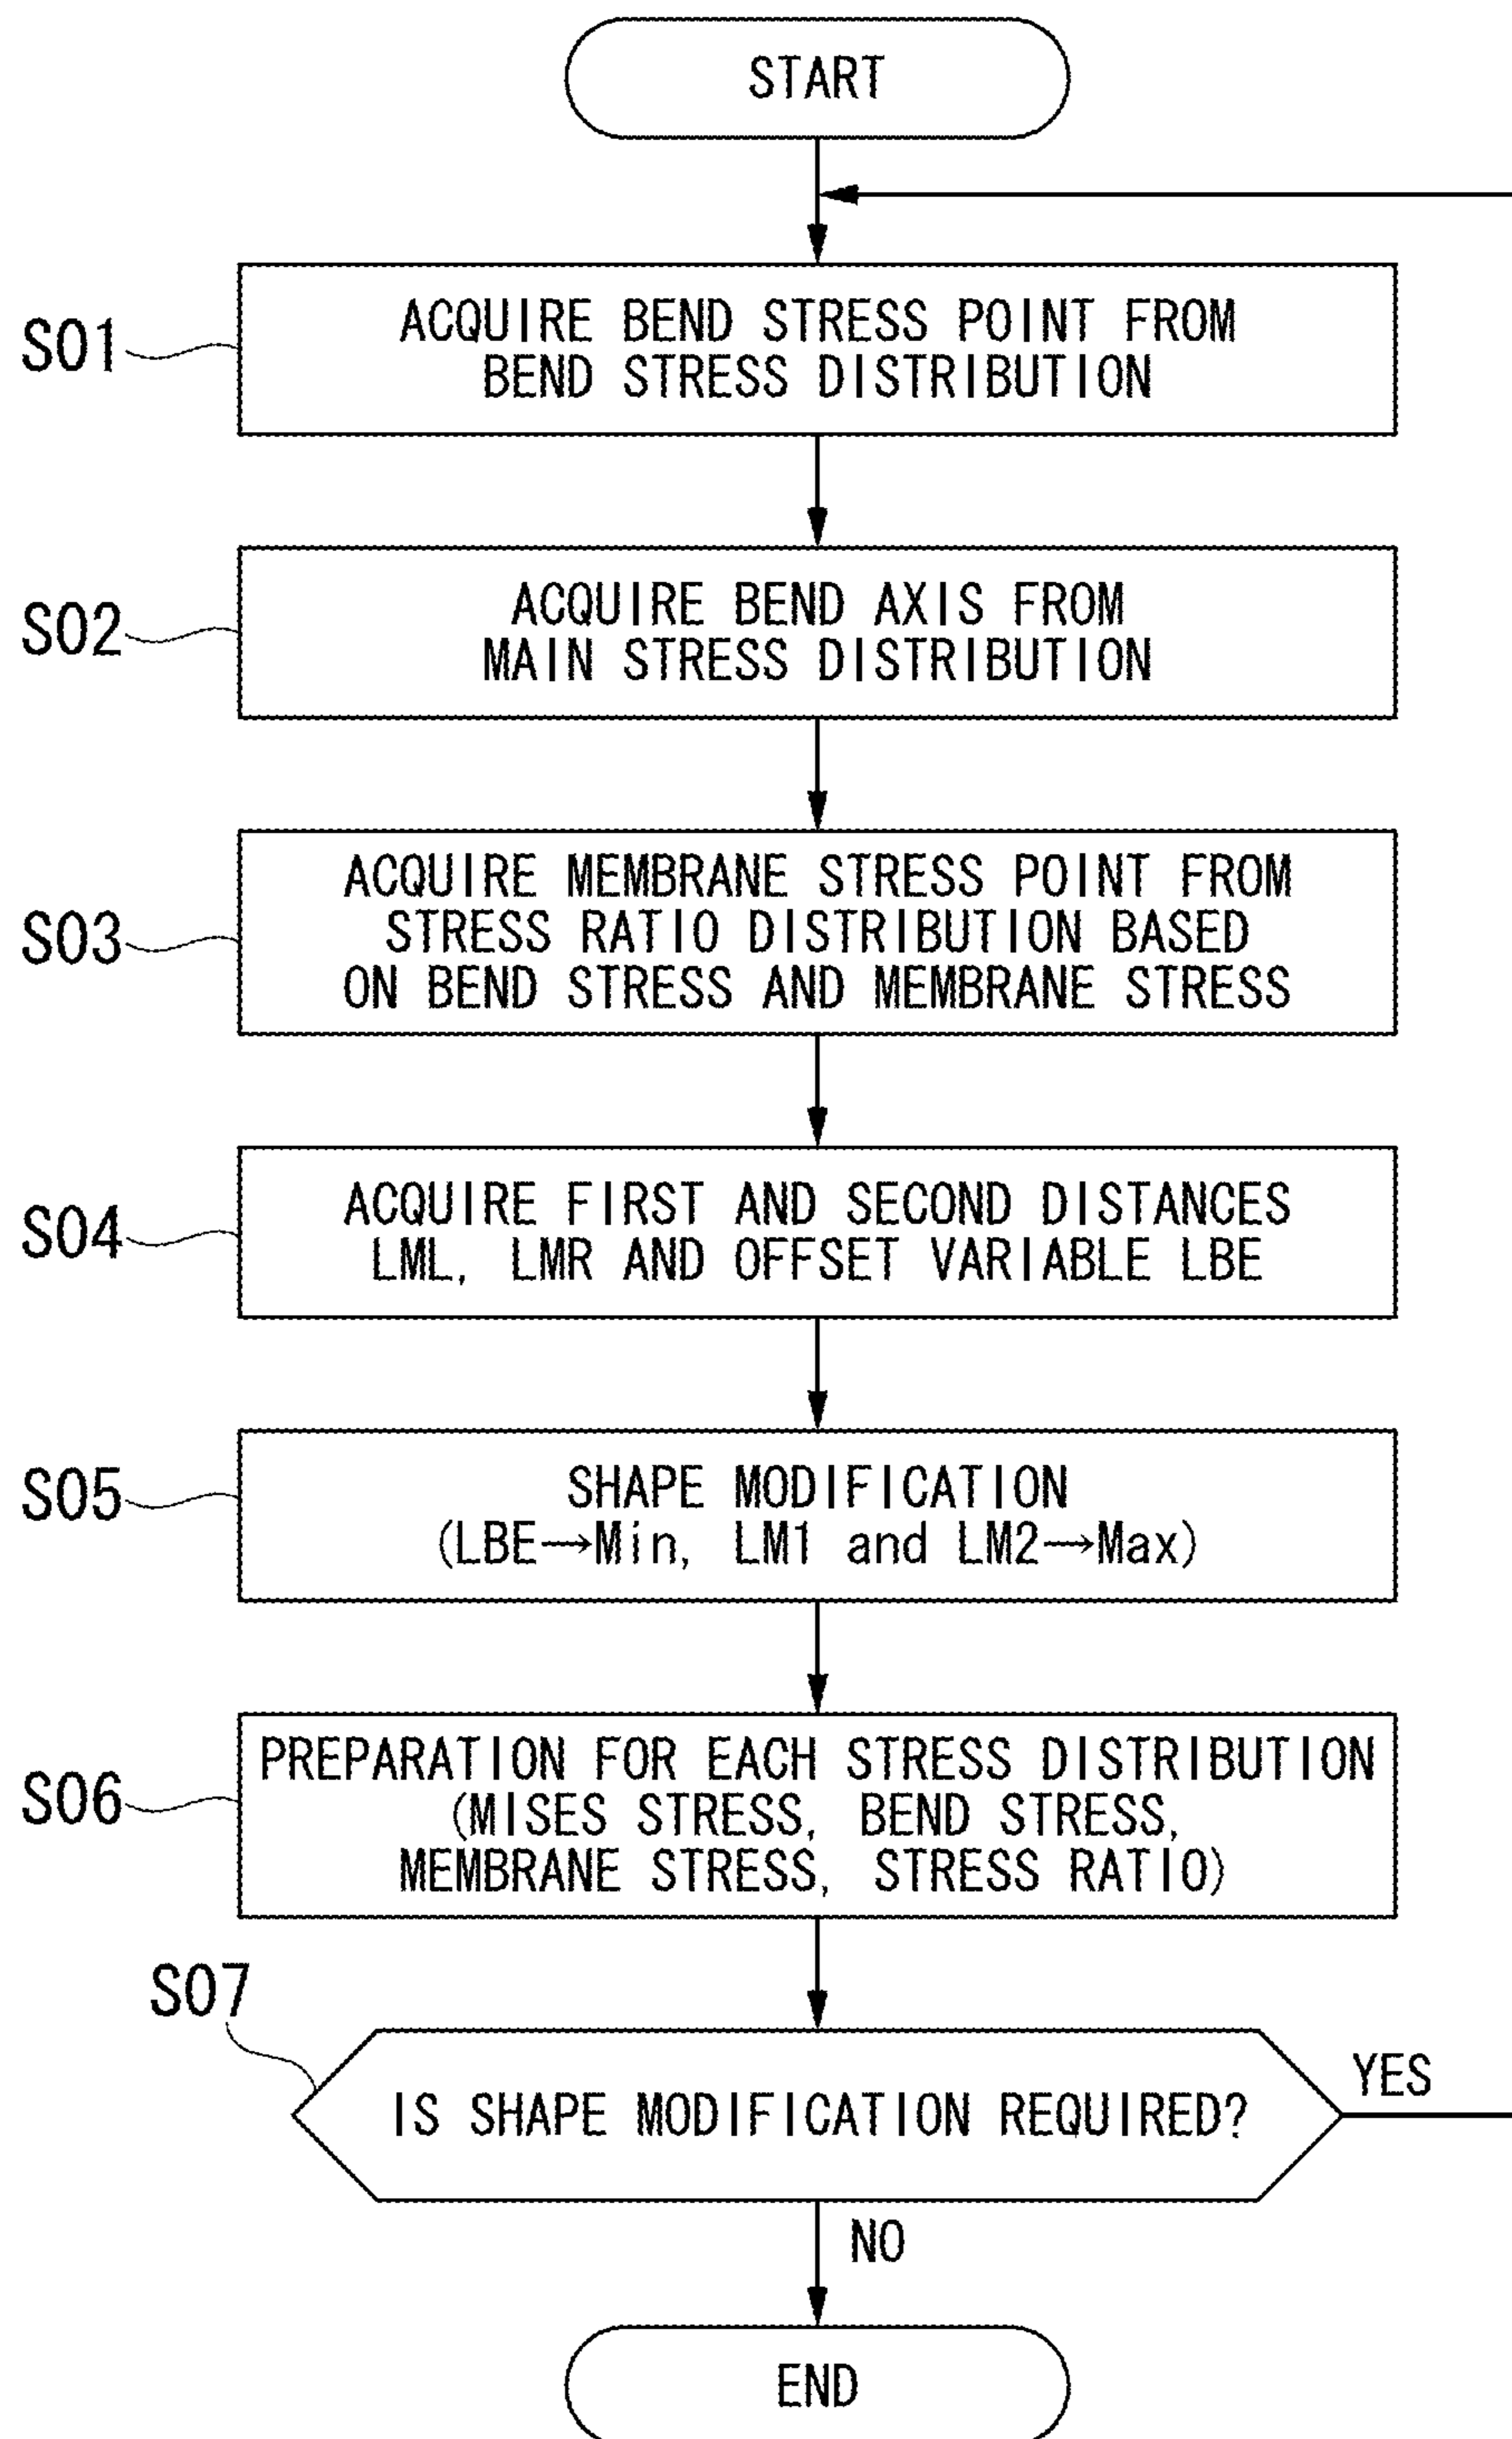 START
S01
ACQUIRE BEND STRESS POINT FROM
BEND STRESS DISTRIBUTION
S02
ACQUIRE BEND AXIS FROM
MAIN STRESS DISTRIBUTION
S03
ACQUIRE MEMBRANE STRESS POINT FROM
STRESS RATIO DISTRIBUTION BASED
ON BEND STRESS AND MEMBRANE STRESS
S04
ACQUIRE FIRST AND SECOND DISTANCES
LML, LMR AND OFFSET VARIABLE LBE
S05
SHAPE MODIFICATION
(LBE→Min, LM1 and LM2→Max)
S06
PREPARATION FOR EACH STRESS DISTRIBUTION
(MISES STRESS, BEND STRESS,
MEMBRANE STRESS, STRESS RATIO)
S07
IS SHAPE MODIFICATION REQUIRED?
YES
NO
END